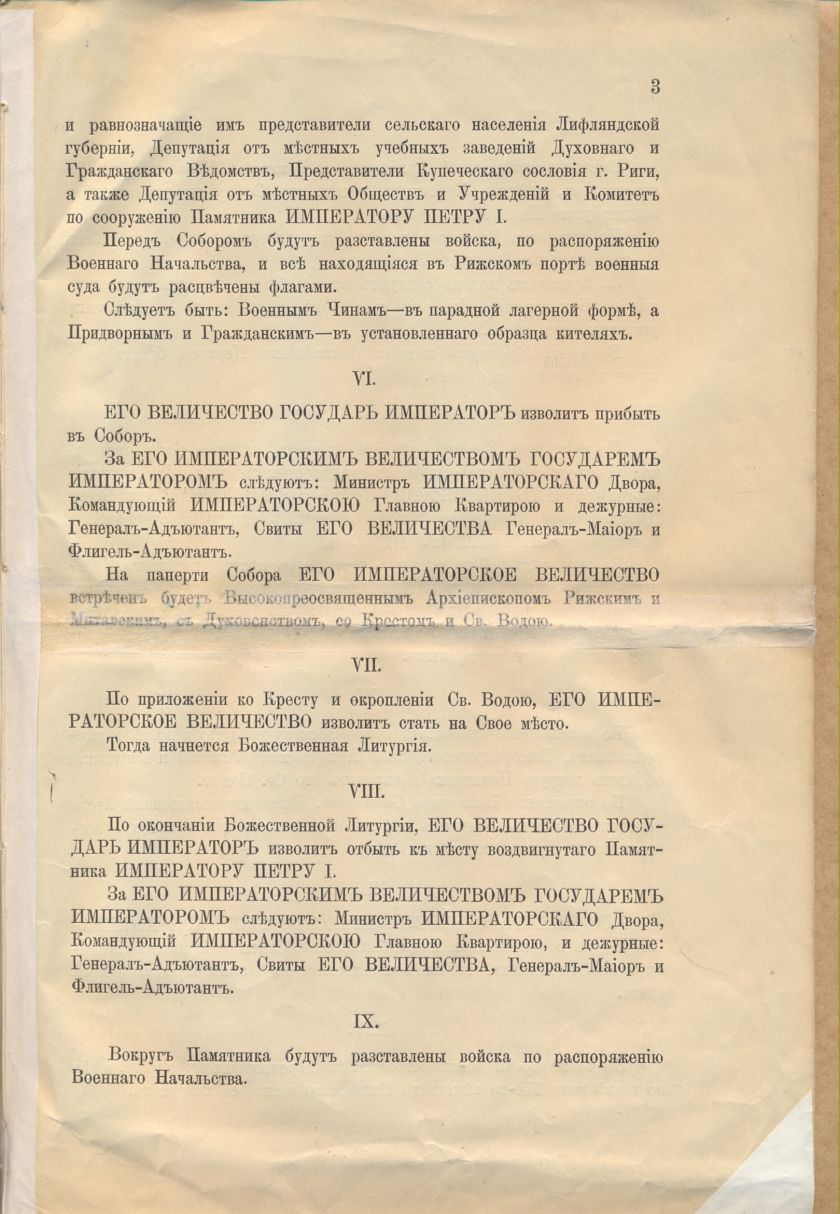 3
и равнозначащіе имъ представители сельскаго населенія Лифляндской
губерніи, Депутація отъ мѣстныхъ учебныхъ заведеній Духовнаго и
Гражданскаго Вѣдомствъ, Представители Купеческаго сословія г. Риги,
а также Депутація отъ мѣстныхъ Обществъ и Учрежденій и Комитетъ
по сооруженію Памятника ИМПЕРАТОРУ ПЕТРУ I.
Передъ Соборомъ будутъ разставлены войска, по распоряженію
Военнаго Начальства, и всѣ находящіяся въ Рижскомъ портѣ военныя
суда будутъ расцвѣчены флагами.
Слѣдуетъ быть: Военнымъ Чинамъ—въ парадной лагерной формѣ, а
Придворнымъ и Гражданскимъ—въ установленнаго образца кителяхъ.
VI.
ЕГО ВЕЛИЧЕСТВО ГОСУДАРЬ ИМПЕРАТОРЪ изволитъ прибыть
въ Соборъ.
За ЕГО ИМПЕРАТОРСКИМЪ ВЕЛИЧЕСТВОМЪ ГОСУДАРЕМЪ
ИМПЕРАТОРОМЪ слѣдуютъ: Министръ ИМПЕРАТОРСКАГО Двора,
Командующій ИМПЕРАТОРСКОЮ Главною Квартирою и дежурные:
Генералъ-Адъютантъ, Свиты ЕГО ВЕЛИЧЕСТВА Генералъ-Маіоръ и
Флигель-Адъютантъ.
На паперти Собора ЕГО ИМПЕРАТОРСКОЕ ВЕЛИЧЕСТВО
встрѣченъ будетъ Высокопреосвященнымъ Архіепископомъ Рижскимъ и
Митавскимъ, съ Духовенствомъ, со Крестомъ и Св. Водою.
VII.
По приложеніи ко Кресту и окропленіи Св. Водою, ЕГО ИМПЕ-
РАТОРСКОЕ ВЕЛИЧЕСТВО изволитъ стать на Свое мѣсто.
Тогда начнется Божественная Литургія.
VIII.
По окончаніи Божественной Литургіи, ЕГО ВЕЛИЧЕСТВО ГОСУ-
ДАРЬ ИМПЕРАТОРЪ изволитъ отбыть къ мѣсту воздвигнутаго Памят-
ника ИМПЕРАТОРУ ПЕТРУ I.
За ЕГО ИМПЕРАТОРСКИМЪ ВЕЛИЧЕСТВОМЪ ГОСУДАРЕМЪ
ИМПЕРАТОРОМЪ слѣдуютъ: Министръ ИМПЕРАТОРСКАГО Двора,
Командующій ИМПЕРАТОРСКОЮ Главною Квартирою, и дежурные:
Генералъ-Адъютантъ, Свиты ЕГО ВЕЛИЧЕСТВА, Генералъ-Маіоръ и
Флигель-Адъютантъ.
IX.
Вокругъ Памятника будутъ разставлены войска по распоряженію
Военнаго Начальства.